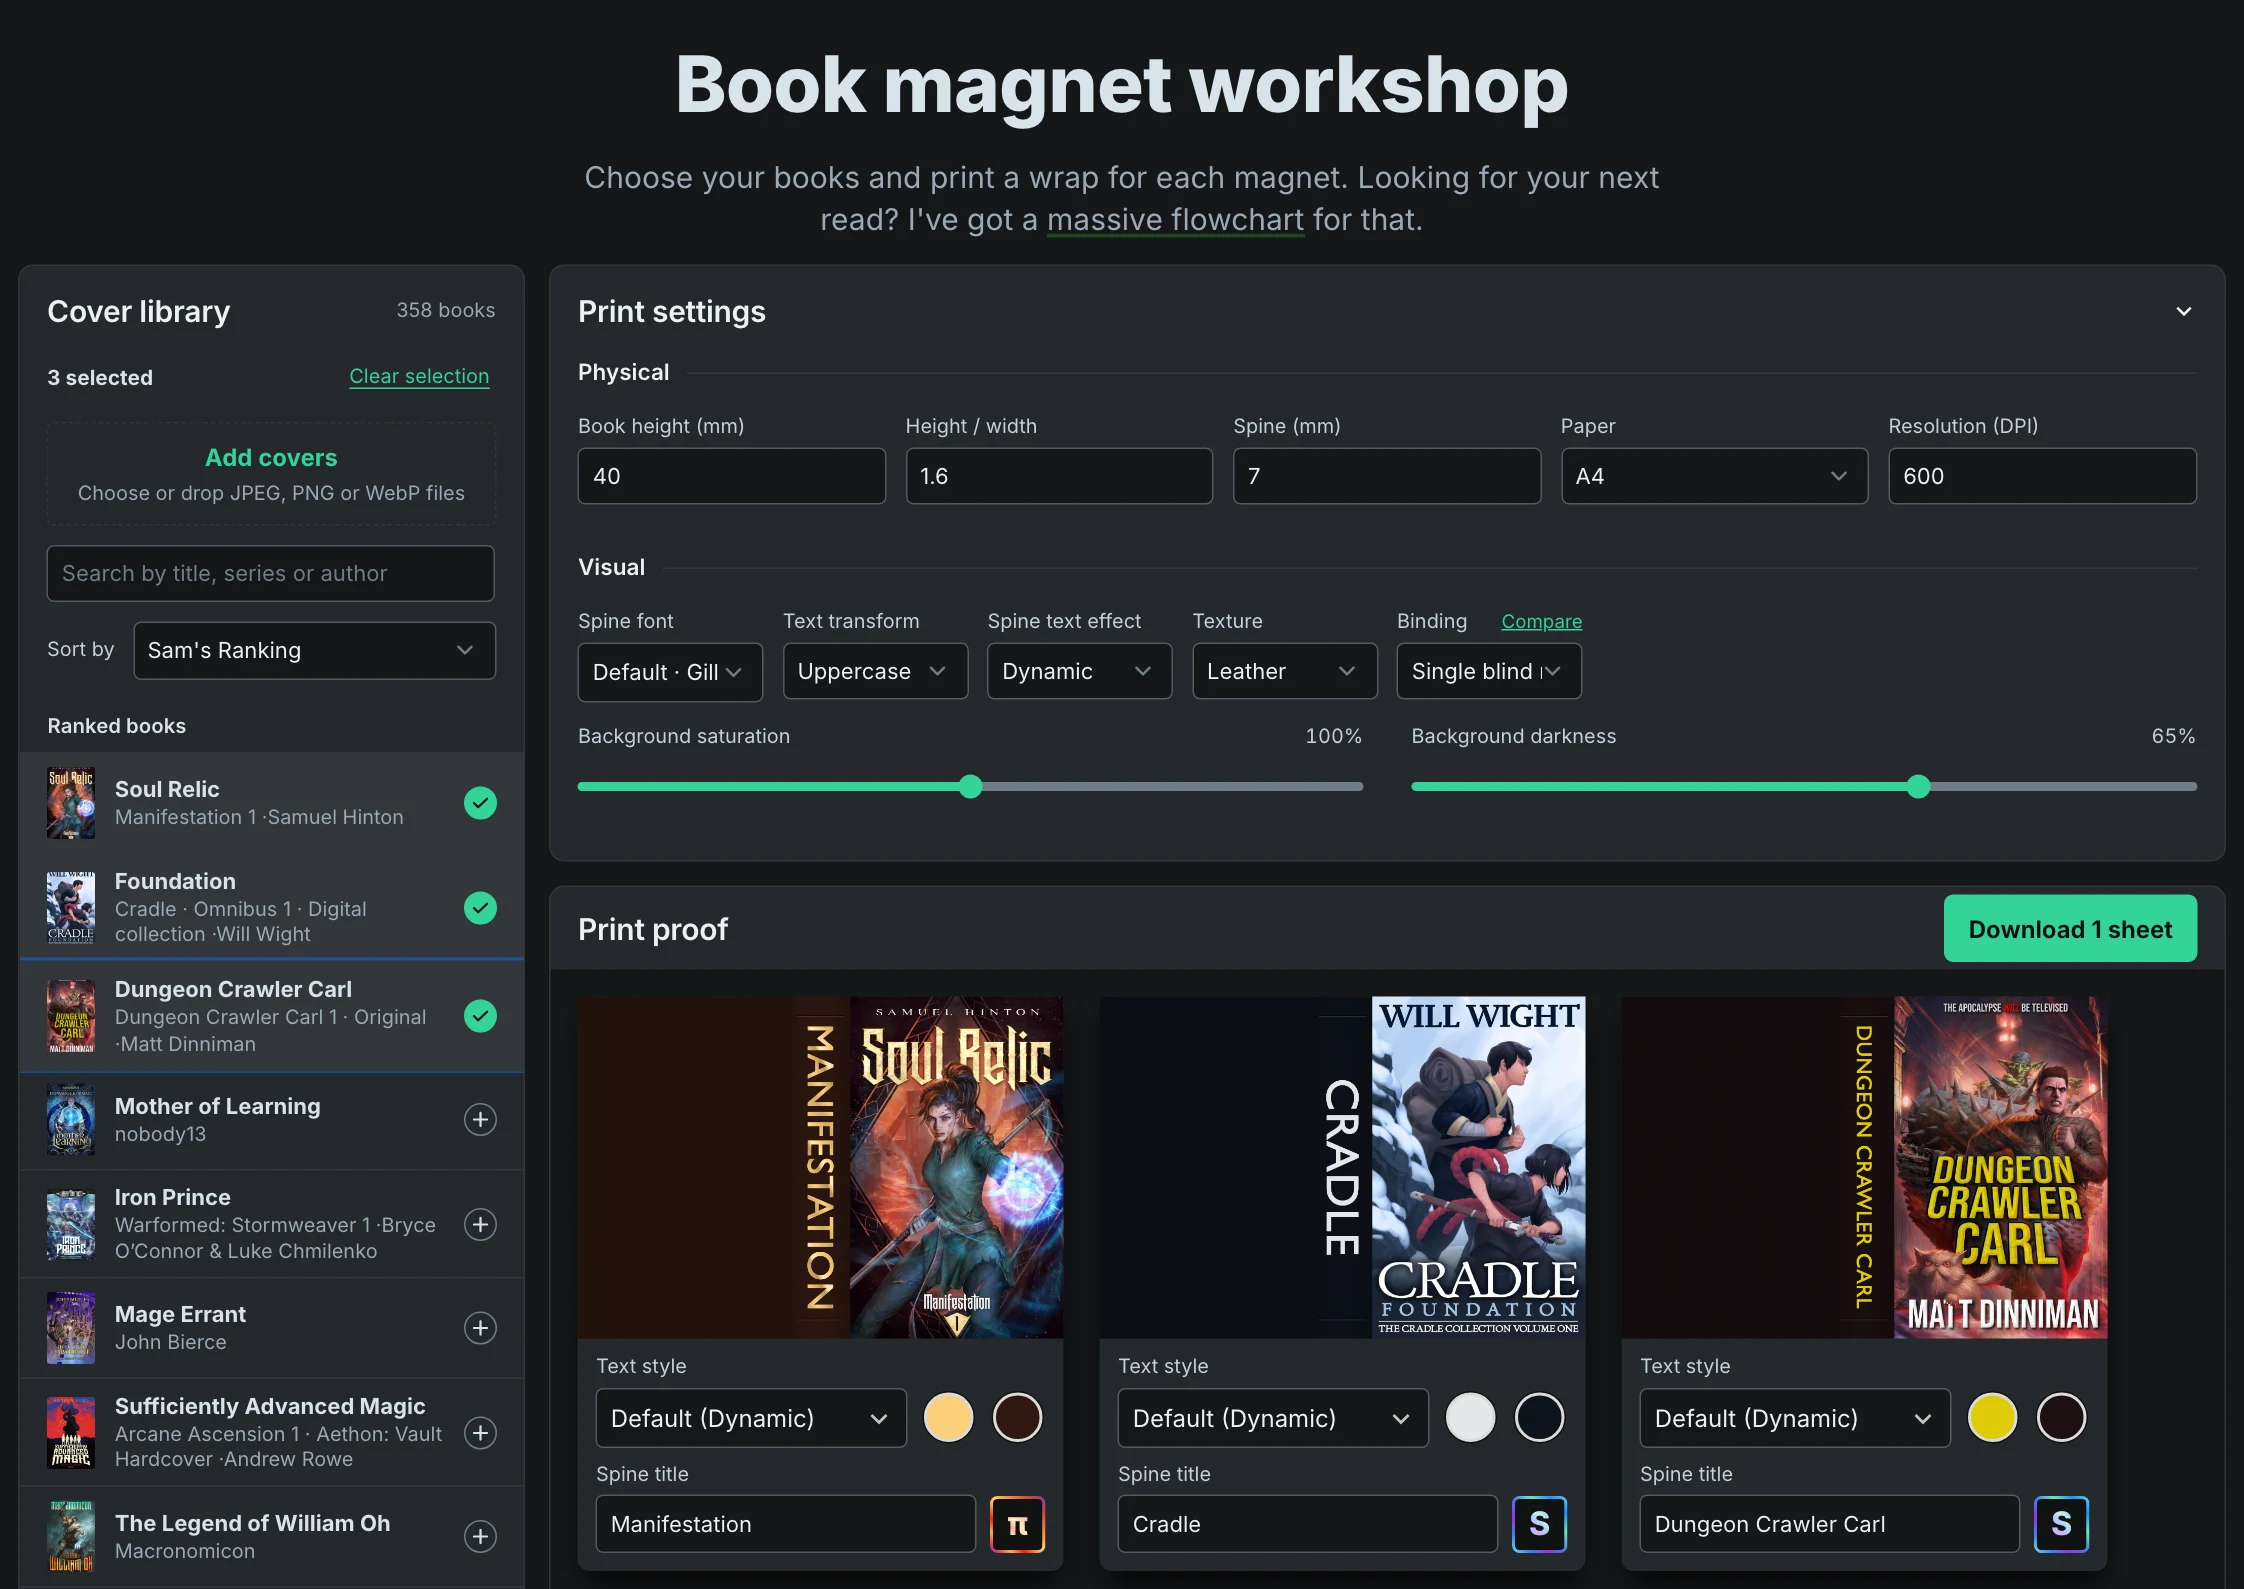 Book magnet workshop
Choose your books and print a wrap for each magnet. Looking for your next
read? I've got a massive flowchart for that.
Cover library
358 books
3 selected
Clear selection
Add covers
Choose or drop JPEG, PNG or WebP files
Search by title, series or author
Sort by
Sam's Ranking
Ranked books
Soul Relic
Manifestation 1 ·Samuel Hinton
Foundation
Cradle · Omnibus 1 · Digital
collection ·Will Wight
Dungeon Crawler Carl
Dungeon Crawler Carl 1 · Original
·Matt Dinniman
Mother of Learning
nobody13
Iron Prince
Warformed: Stormweaver 1 ·Bryce
O’Connor & Luke Chmilenko
Mage Errant
John Bierce
Sufficiently Advanced Magic
Arcane Ascension 1 · Aethon: Vault
Hardcover ·Andrew Rowe
The Legend of William Oh
Macronomicon
Print settings
Physical
Book height (mm)
40
Height / width
1.6
Spine (mm)
7
Paper
A4
Resolution (DPI)
600
Visual
Spine font
Default · Gill
Text transform
Uppercase
Spine text effect
Dynamic
Texture
Leather
Binding
Compare
Single blind
Background saturation
100%
Background darkness
65%
Print proof
Download 1 sheet
MANIFESTATION
SAMUEL HINTON
Soul Relic
Manifestation
1
Text style
Default (Dynamic)
Spine title
Manifestation
π
CRADLE
WILL WIGHT
CRADLE
FOUNDATION
THE CRADLE COLLECTION VOLUME ONE
Text style
Default (Dynamic)
Spine title
Cradle
S
DUNGEON CRAWLER CARL
THE APOCALYPSE WILL BE TELEVISED
DUNGEON
CRAWLER
CARL
MATT DINNIMAN
Text style
Default (Dynamic)
Spine title
Dungeon Crawler Carl
S